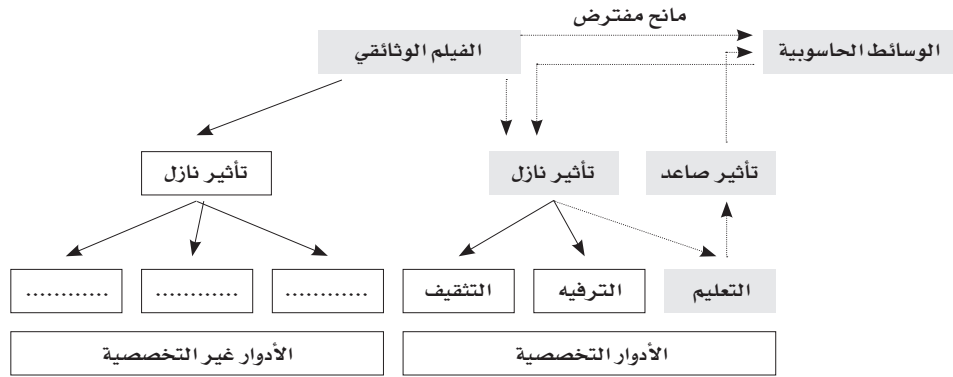 مانح مفترض
الوسائط الحاسوبية
الفيلم الوثائقي
تأثير صاعد
تأثير نازل
تأثير نازل
التعليم
الترفيه
التثقيف
............
............
............
الأدوار التخصصية
الأدوار غير التخصصية